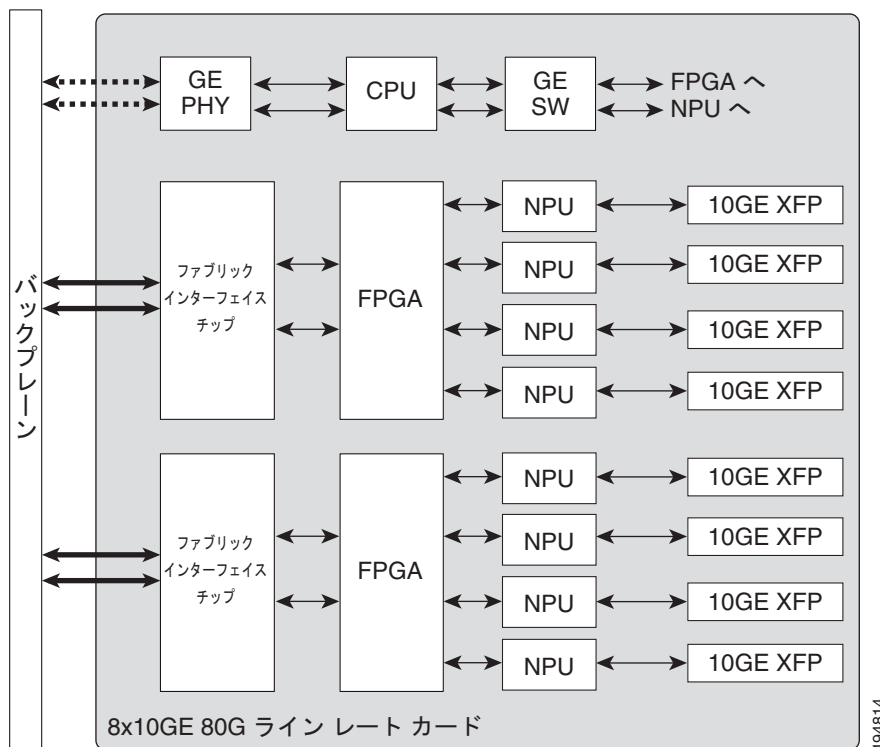 バックプレーン
GE
PHY
CPU
GE
SW
FPGA へ
NPU へ
ファブリック
インターフェイス
チップ
FPGA
NPU
10GE XFP
NPU
10GE XFP
NPU
10GE XFP
NPU
10GE XFP
ファブリック
インターフェイス
チップ
FPGA
NPU
10GE XFP
NPU
10GE XFP
NPU
10GE XFP
NPU
10GE XFP
8x10GE 80G ライン レート カード
194814